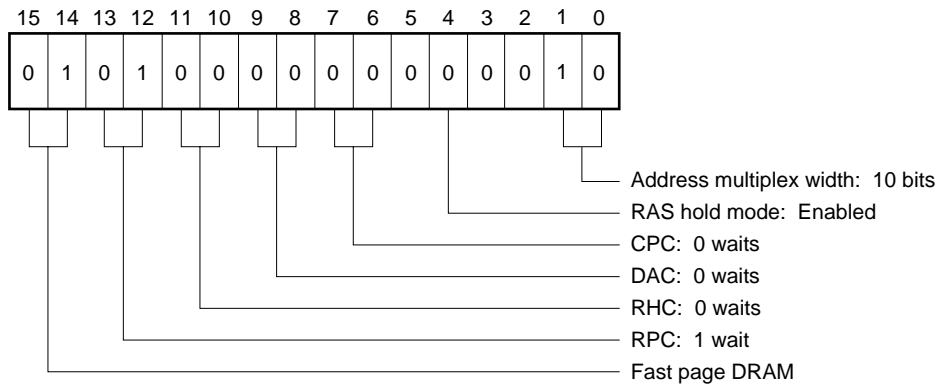 15 14 13 12 11 10 9 8 7 6 5 4 3 2 1 0
0 1 0 1 0 0 0 0 0 0 0 0 0 0 1 0
Address multiplex width: 10 bits
RAS hold mode: Enabled
CPC: 0 waits
DAC: 0 waits
RHC: 0 waits
RPC: 1 wait
Fast page DRAM